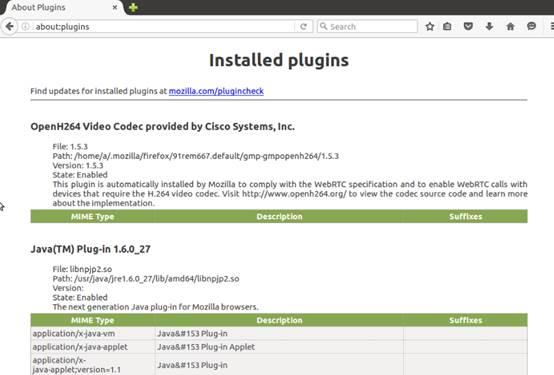 About Plugins
about:plugins
Search
Installed plugins
Find updates for installed plugins at mozilla.com/plugincheck
OpenH264 Video Codec provided by Cisco Systems, Inc.
File: 1.5.3
Path: /home/a/.mozilla/firefox/91rem667.default/gmp-gmpopenh264/1.5.3
Version: 1.5.3
State: Enabled
This plugin is automatically installed by Mozilla to comply with the WebRTC specification and to enable WebRTC calls with
devices that require the H.264 video codec. Visit http://www.openh264.org/ to view the codec source code and learn more
about the implementation.
MIME Type Description Suffixes
Java(TM) Plug-in 1.6.0_27
File: libnpjp2.so
Path: /usr/java/jre1.6.0_27/lib/amd64/libnpjp2.so
Version:
State: Enabled
The next generation Java plug-in for Mozilla browsers.
MIME Type Description Suffixes
application/x-java-vm Java&#153 Plug-in
application/x-java-applet Java&#153 Plug-in Applet
application/x-
java-applet;version=1.1 Java&#153 Plug-in